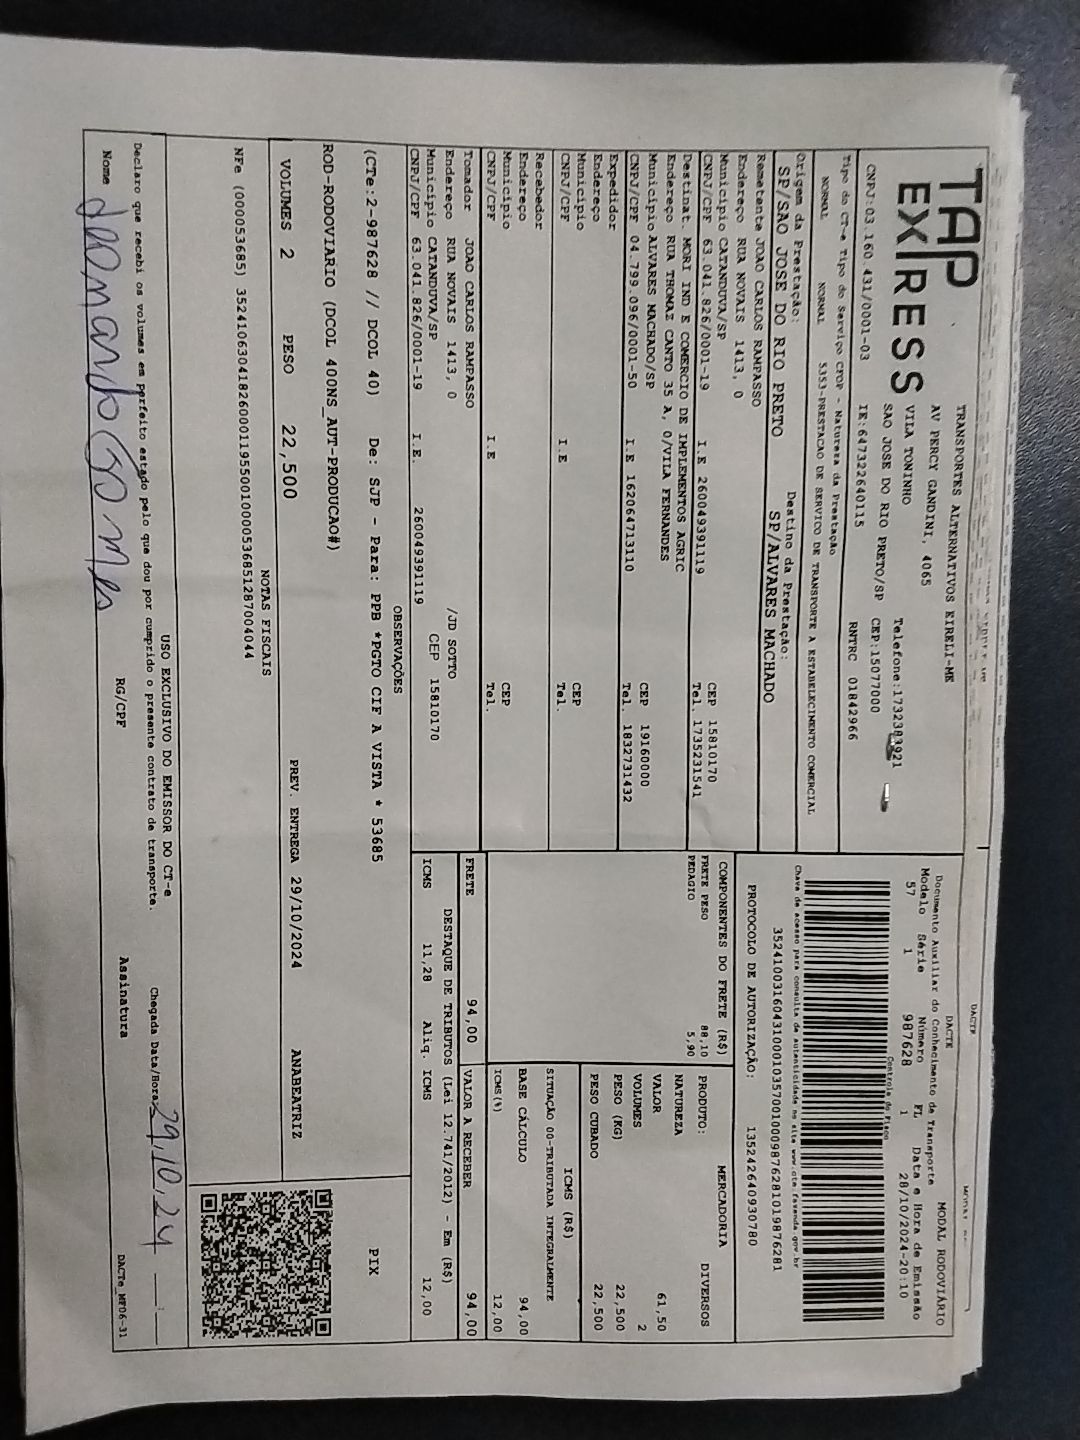 DACTE
TAP
EXPRESS
TRANSPORTES ALTERNATIVOS EIRELI-ME
AV PERCY GANDINI, 4065
VILA TONINHO
SAO JOSE DO RIO PRETO/SP CEP:15077000
Telefone:1732383921
CNPJ:03.160.431/0001-03 IE:647322640115 RNTRC 01842966
Tipo do CT-e Tipo do Serviço CFOP - Natureza da Prestação
NORMAL NORMAL 5353-PRESTACAO DE SERVICO DE TRANSPORTE A ESTABELECIMENTO COMERCIAL
Origem da Prestação: Destino da Prestação:
SP/SAO JOSE DO RIO PRETO SP/ALVARES MACHADO
Remetente JOAO CARLOS RAMPASSO
Endereço RUA NOVAIS 1413, 0
Município CATANDUVA/SP CEP 15810170
CNPJ/CPF 63.041.826/0001-19 I.E 260049391119 Tel. 1735231541
Destinat. MORI IND E COMERCIO DE IMPLEMENTOS AGRIC
Endereço RUA THOMAZ CANTO 35 A, 0/VILA FERNANDES
Município ALVARES MACHADO/SP CEP 19160000
CNPJ/CPF 04.799.096/0001-50 I.E 162064713110 Tel. 1832731432
Expedidor
Endereço
Município CEP
CNPJ/CPF I.E Tel.
Recebedor
Endereço
Município CEP
CNPJ/CPF I.E Tel.
Tomador JOAO CARLOS RAMPASSO
Endereço RUA NOVAIS 1413, 0 /JD SOTTO
Município CATANDUVA/SP CEP 15810170
CNPJ/CPF 63.041.826/0001-19 I.E. 260049391119
DACTE MODAL RODOVIÁRIO
Documento Auxiliar do Conhecimento de Transporte
Modelo Série Número FL Data e Hora de Emissão
57 1 987628 1 28/10/2024-20:10
Controle do Fisco
Chave de acesso para consulta de autenticidade no site www.cte.fazenda.gov.br
35241003160431000103570010009876281019876281
PROTOCOLO DE AUTORIZAÇÃO: 135242640930780
COMPONENTES DO FRETE (R$)
FRETE PESO 88,10
PEDAGIO 5,90
MERCADORIA
PRODUTO: DIVERSOS
NATUREZA
VALOR 61,50
VOLUMES 2
PESO (KG) 22,500
PESO CUBADO 22,500
ICMS (R$)
SITUAÇÃO 00-TRIBUTADA INTEGRALMENTE
BASE CÁLCULO 94,00
ICMS(%) 12,00
FRETE 94,00 VALOR A RECEBER 94,00
DESTAQUE DE TRIBUTOS (Lei 12.741/2012) - Em (R$)
ICMS 11,28 Aliq. ICMS 12,00
OBSERVAÇÕES
(CTe:2-987628 // DCOL 40) De: SJP - Para: PPB *PGTO CIF A VISTA * 53685
ROD-RODOVIARIO (DCOL 400NS_AUT-PRODUCAO#)
PIX
VOLUMES 2 PESO 22,500 PREV. ENTREGA 29/10/2024 ANABEATRIZ
NOTAS FISCAIS
NFe (000053685) 35241063041826000119550010000536851287004044
USO EXCLUSIVO DO EMISSOR DO CT-e
Declaro que recebi os volumes em perfeito estado pelo que dou por cumprido o presente contrato de transporte. Chegada Data/Hora 29,10,24
Nome RG/CPF Assinatura
Gomes
DACTe_MFD6-31